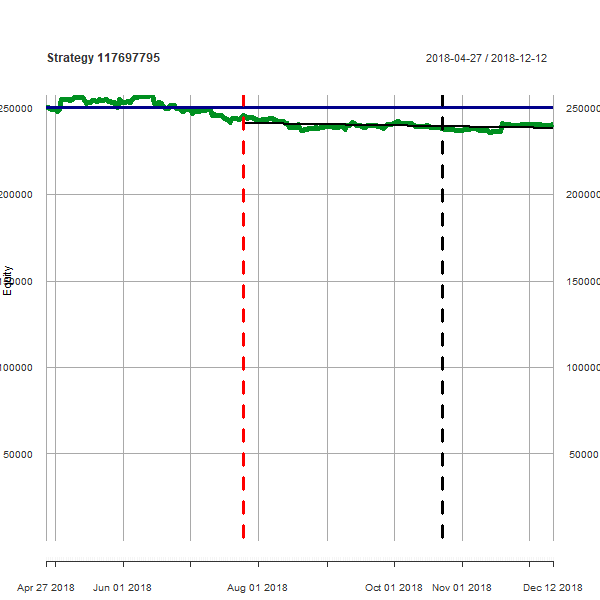 Strategy 117697795
2018-04-27 / 2018-12-12
250000 250000
200000 200000
Equity
150000 150000
100000 100000
50000 50000
Apr 27 2018 Jun 01 2018 Aug 01 2018 Oct 01 2018 Nov 01 2018 Dec 12 2018